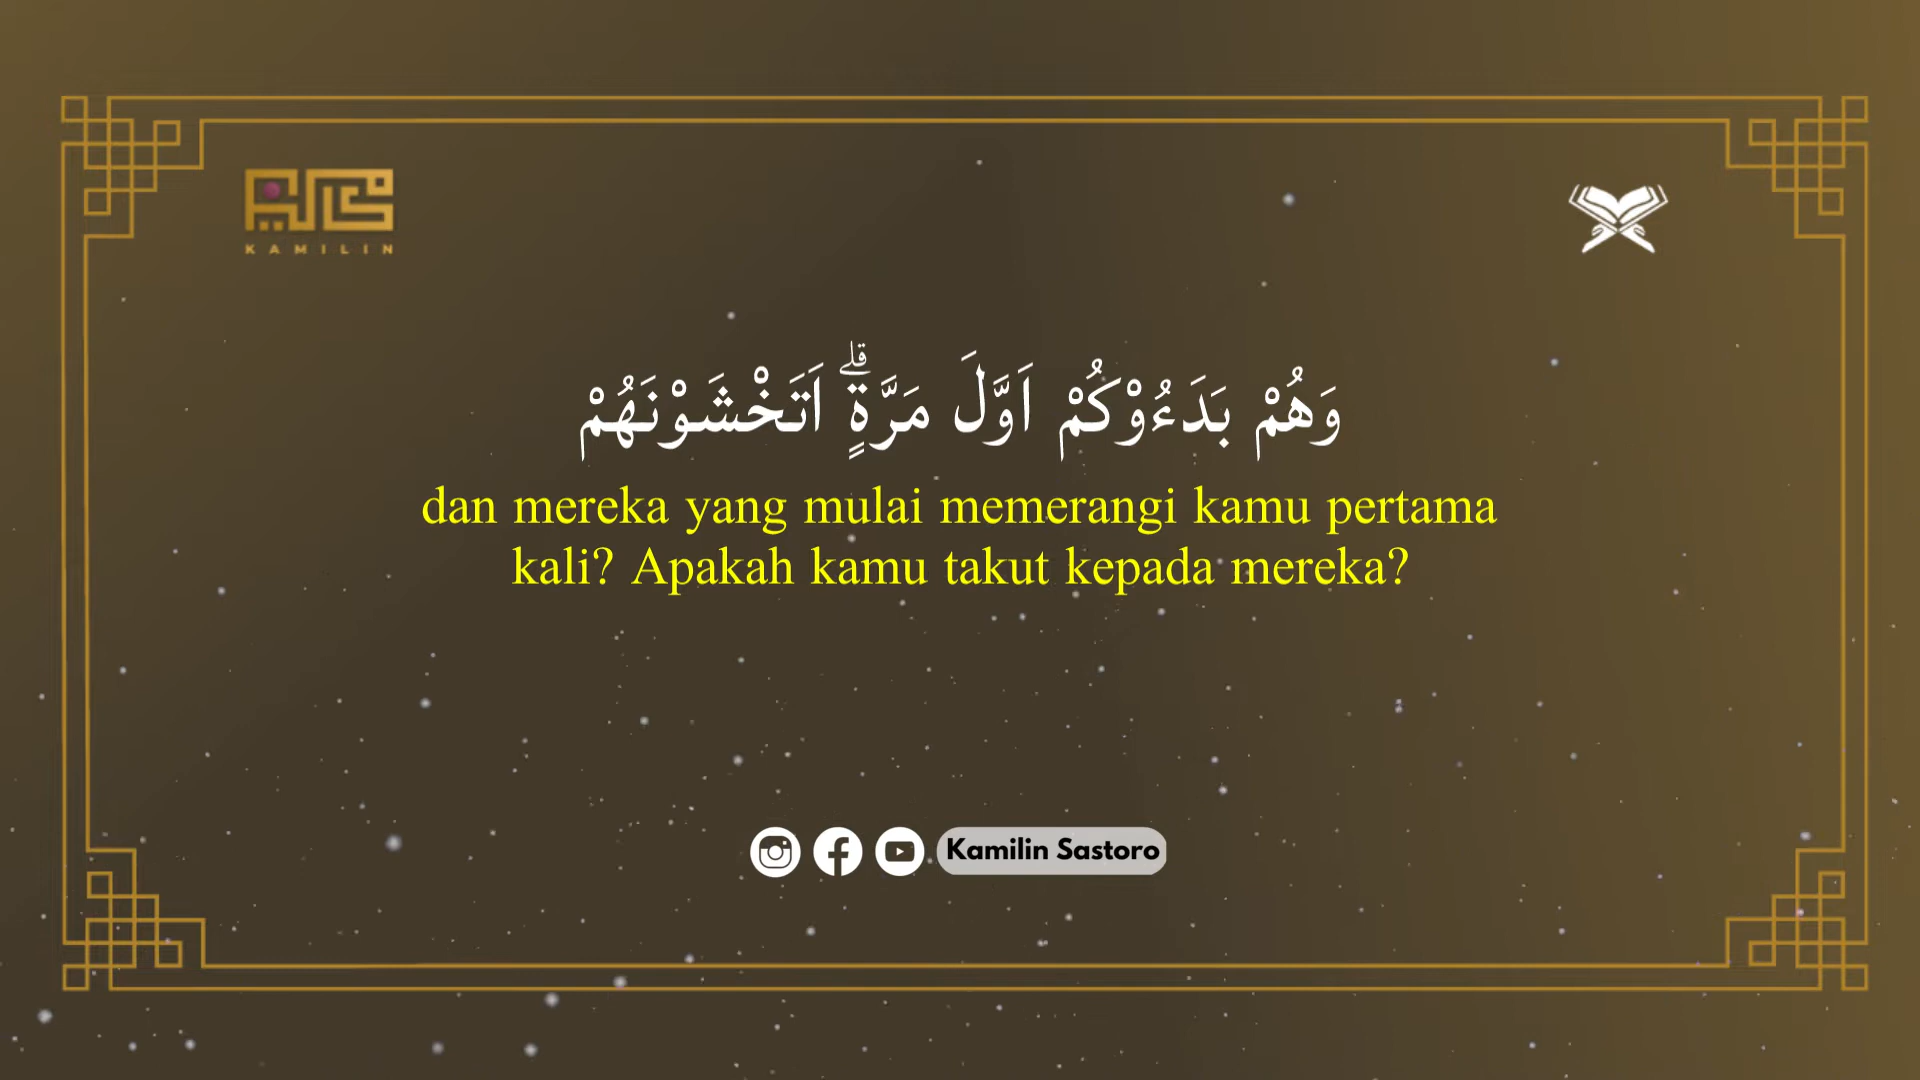 KAMILIN
وَهُمْ بَدَءُوْكُمْ اَوَّلَ مَرَّةٍۗ اَتَخْشَوْنَهُمْ
dan mereka yang mulai memerangi kamu pertama
kali? Apakah kamu takut kepada mereka?
Kamilin Sastoro